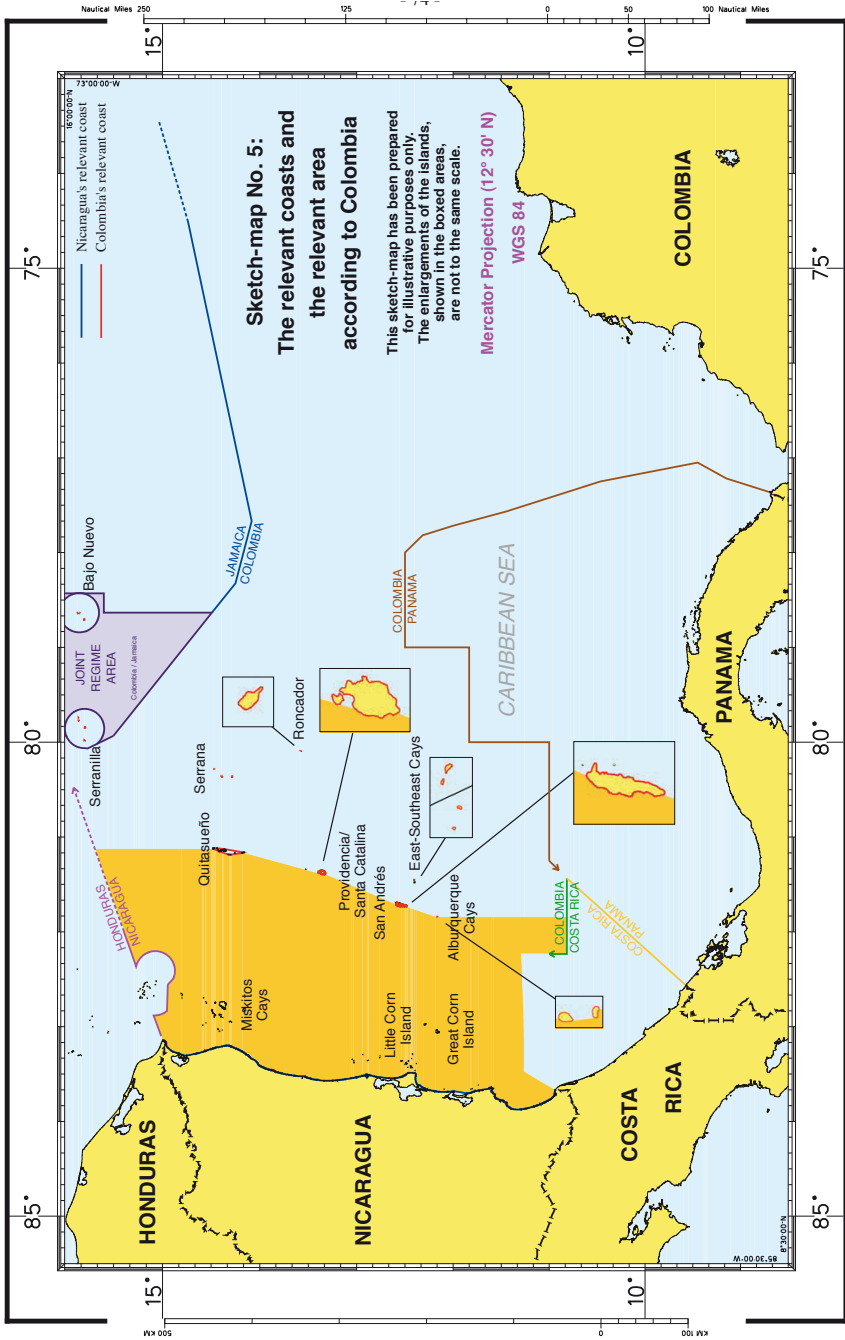 - 74 -
Nautical Miles 250
125
0
50
100 Nautical Miles
15°
10°
73°00'00"W
16°00'00"N
Nicaragua's relevant coast
Colombia's relevant coast
Sketch-map No. 5:
The relevant coasts and
the relevant area
according to Colombia
This sketch-map has been prepared
for illustrative purposes only.
The enlargements of the islands,
shown in the boxed areas,
are not to the same scale.
Mercator Projection (12° 30' N)
WGS 84
COLOMBIA
75°
75°
Bajo Nuevo
JOINT
REGIME
AREA
Colombia / Jamaica
Serranilla
JAMAICA
COLOMBIA
COLOMBIA
PANAMA
CARIBBEAN SEA
PANAMA
80°
80°
Roncador
Serrana
Quitasueño
Providencia/
Santa Catalina
San Andrés
East-Southeast Cays
Alburquerque
Cays
HONDURAS
NICARAGUA
Miskitos
Cays
Little Corn
Island
Great Corn
Island
COLOMBIA
COSTA RICA
COSTA RICA
PANAMA
HONDURAS
NICARAGUA
COSTA
RICA
85°
85°
85°30'00"W
8°30'00"N
15°
10°
500 KM
0
KM 100